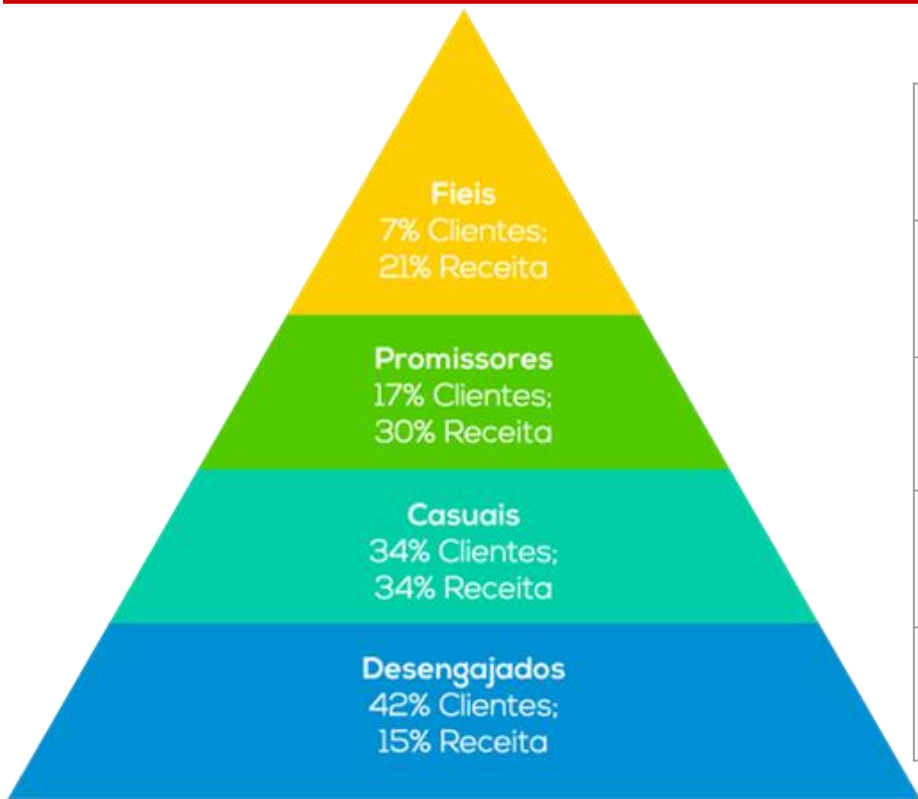 Fieis
7% Clientes;
21% Receita
Promissores
17% Clientes;
30% Receita
Casuais
34% Clientes;
34% Receita
Desengajados
42% Clientes;
15% Receita